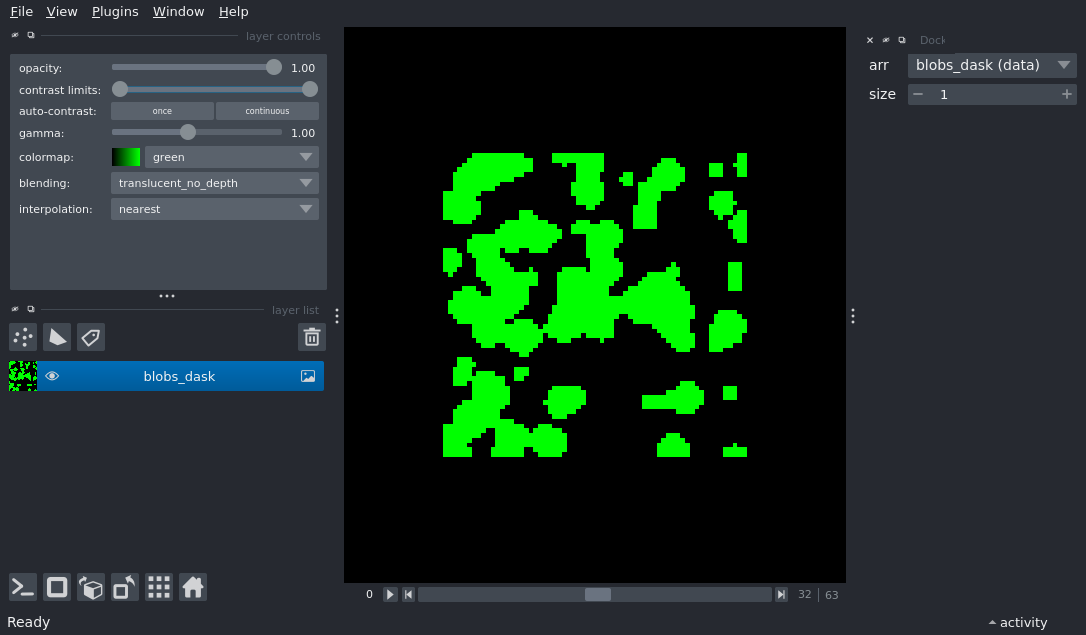 File View Plugins Window Help
layer controls
opacity: 1.00
contrast limits:
auto-contrast: once continuous
gamma: 1.00
colormap: green
blending: translucent_no_depth
interpolation: nearest
layer list
blobs_dask
0 32 63
Ready
Dock
arr blobs_dask (data)
size 1
activity